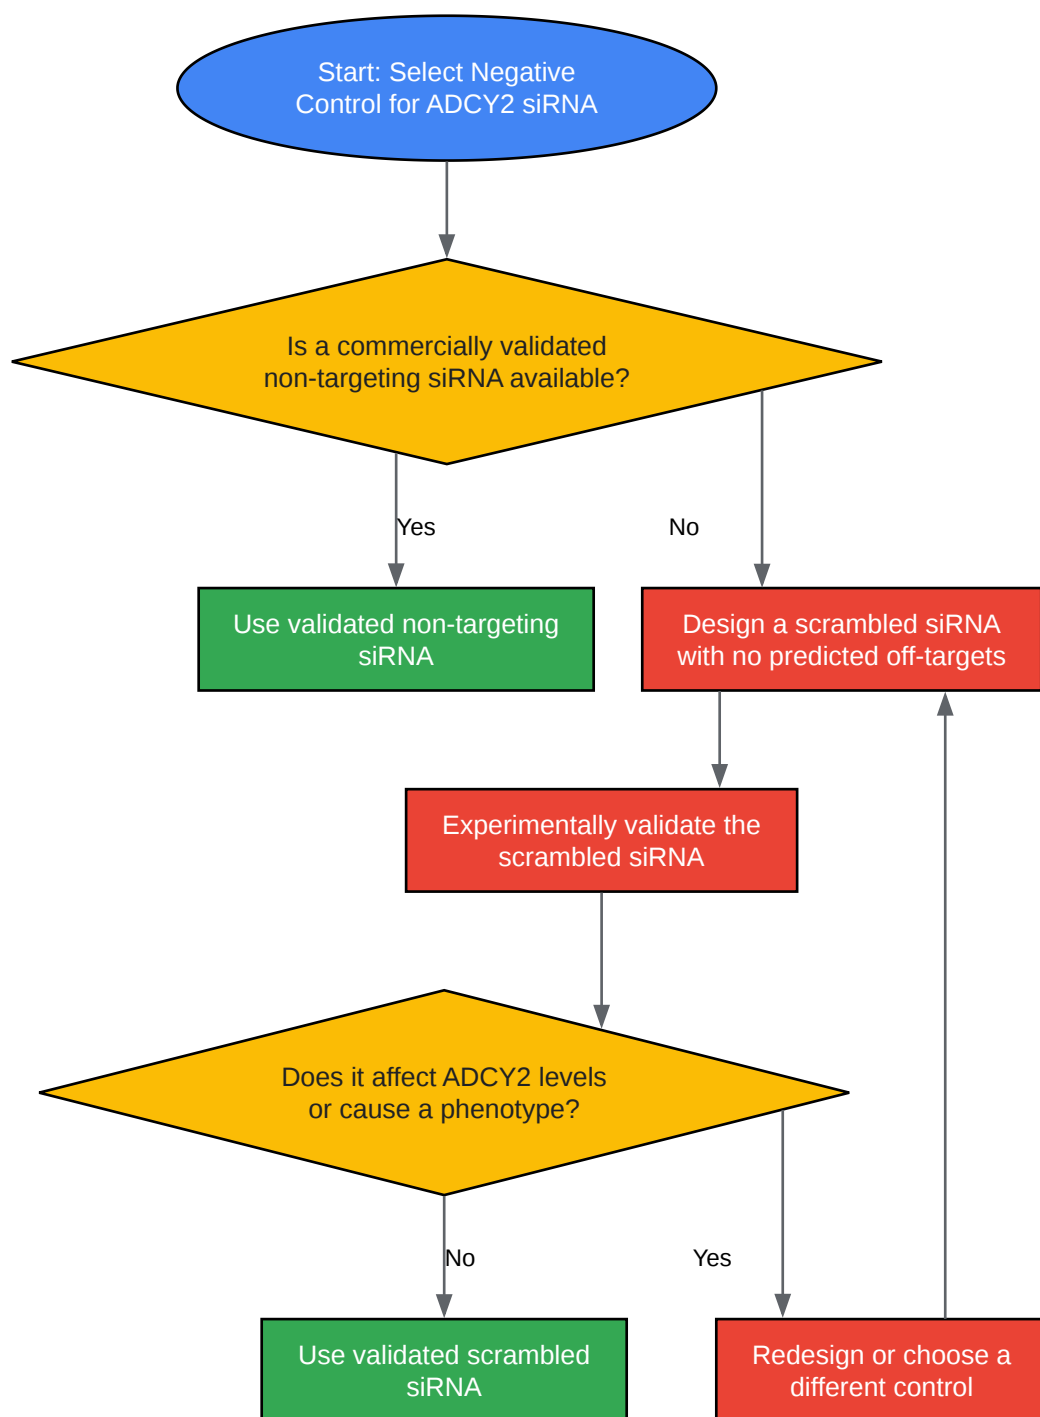 Start: Select Negative
Control for ADCY2 siRNA
Is a commercially validated
non-targeting siRNA available?
Yes
No
Use validated non-targeting
siRNA
Design a scrambled siRNA
with no predicted off-targets
Experimentally validate the
scrambled siRNA
Does it affect ADCY2 levels
or cause a phenotype?
No
Yes
Use validated scrambled
siRNA
Redesign or choose a
different control